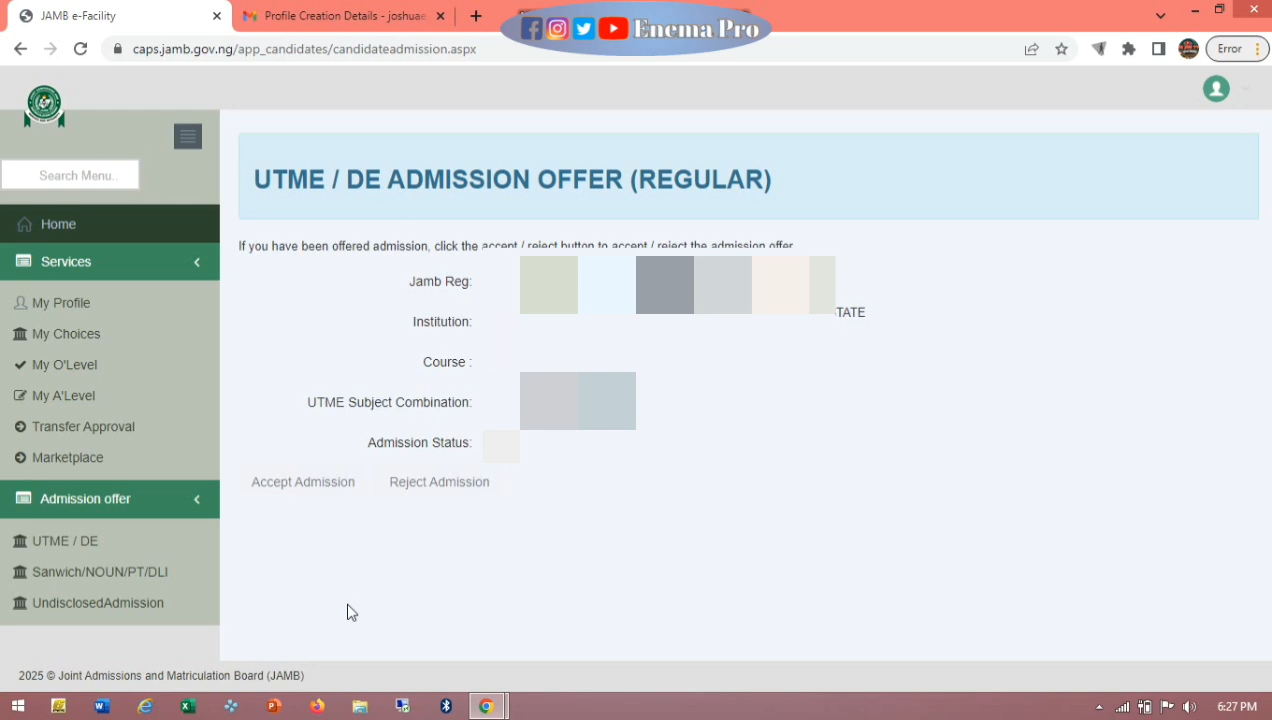 JAMB e-Facility
Profile Creation Details - joshuae
Enema Pro
caps.jamb.gov.ng/app_candidates/candidateadmission.aspx
Error
Search Menu..
Home
Services
My Profile
My Choices
My O'Level
My A'Level
Transfer Approval
Marketplace
Admission offer
UTME / DE
Sanwich/NOUN/PT/DLI
UndisclosedAdmission
UTME / DE ADMISSION OFFER (REGULAR)
If you have been offered admission, click the accept / reject button to accept / reject the admission offer
Jamb Reg:
Institution:
TATE
Course :
UTME Subject Combination:
Admission Status:
Accept Admission Reject Admission
2025 © Joint Admissions and Matriculation Board (JAMB)
6:27 PM